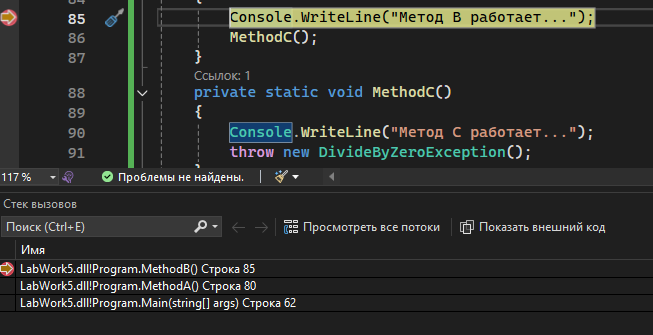 84 {
85 Console.WriteLine("Метод B работает...");
86 MethodC();
87 }
Ссылок: 1
88 private static void MethodC()
89 {
90 Console.WriteLine("Метод C работает...");
91 throw new DivideByZeroException();
117 % Проблемы не найдены.
Стек вызовов
Поиск (Ctrl+E) Просмотреть все потоки Показать внешний код
Имя
LabWork5.dll!Program.MethodB() Строка 85
LabWork5.dll!Program.MethodA() Строка 80
LabWork5.dll!Program.Main(string[] args) Строка 62